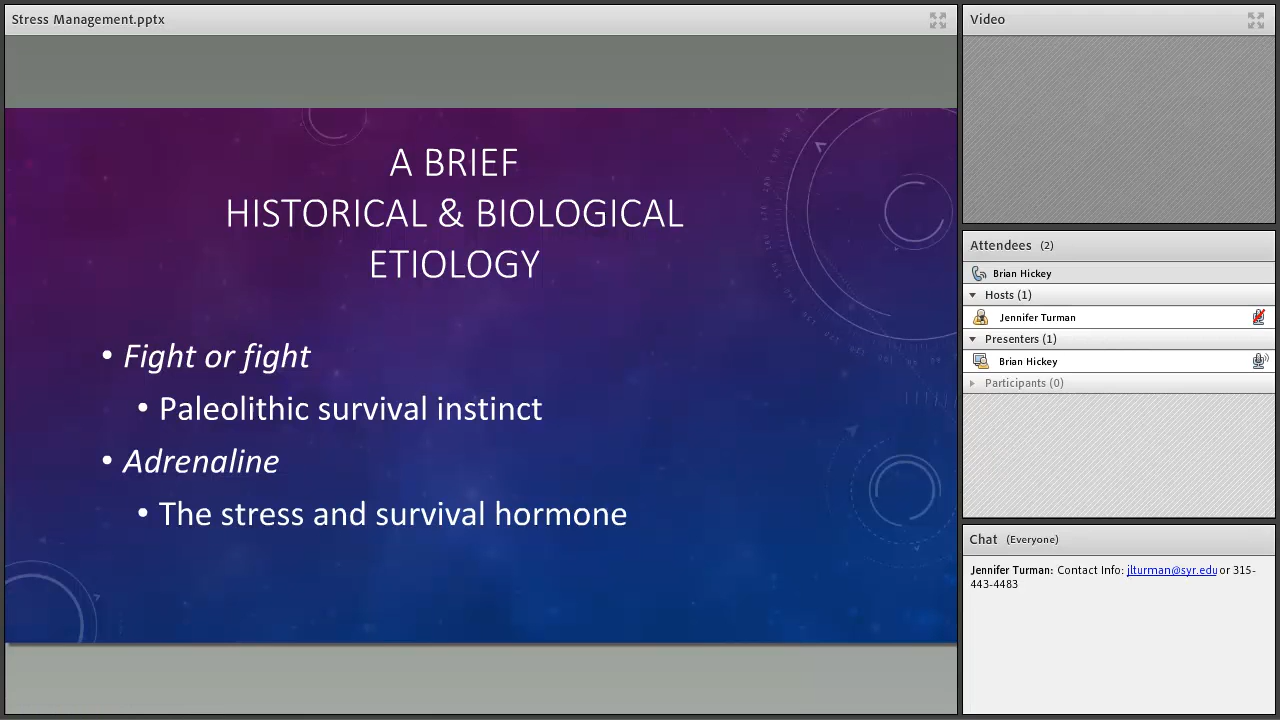 Stress Management.pptx
A BRIEF
HISTORICAL & BIOLOGICAL
ETIOLOGY
• Fight or fight
• Paleolithic survival instinct
• Adrenaline
• The stress and survival hormone
Video
Attendees (2)
Brian Hickey
Hosts (1)
Jennifer Turman
Presenters (1)
Brian Hickey
Participants (0)
Chat (Everyone)
Jennifer Turman: Contact Info: jlturman@syr.edu or 315-
443-4483